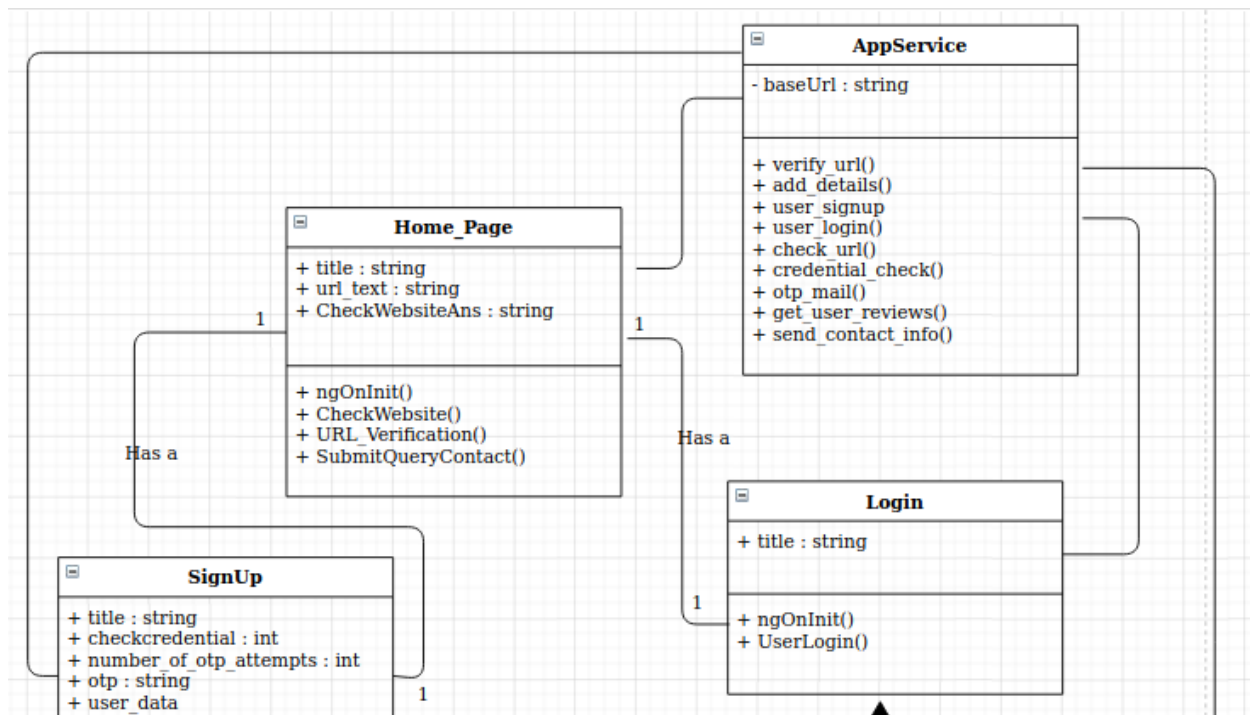 AppService
- baseUrl : string
+ verify_url()
+ add_details()
+ user_signup
+ user_login()
+ check_url()
+ credential_check()
+ otp_mail()
+ get_user_reviews()
+ send_contact_info()
Home_Page
+ title : string
+ url_text : string
+ CheckWebsiteAns : string
+ ngOnInit()
+ CheckWebsite()
+ URL_Verification()
+ SubmitQueryContact()
1
1
Has a
Has a
Login
+ title : string
+ ngOnInit()
+ UserLogin()
1
SignUp
+ title : string
+ checkcredential : int
+ number_of_otp_attempts : int
+ otp : string
+ user_data
1